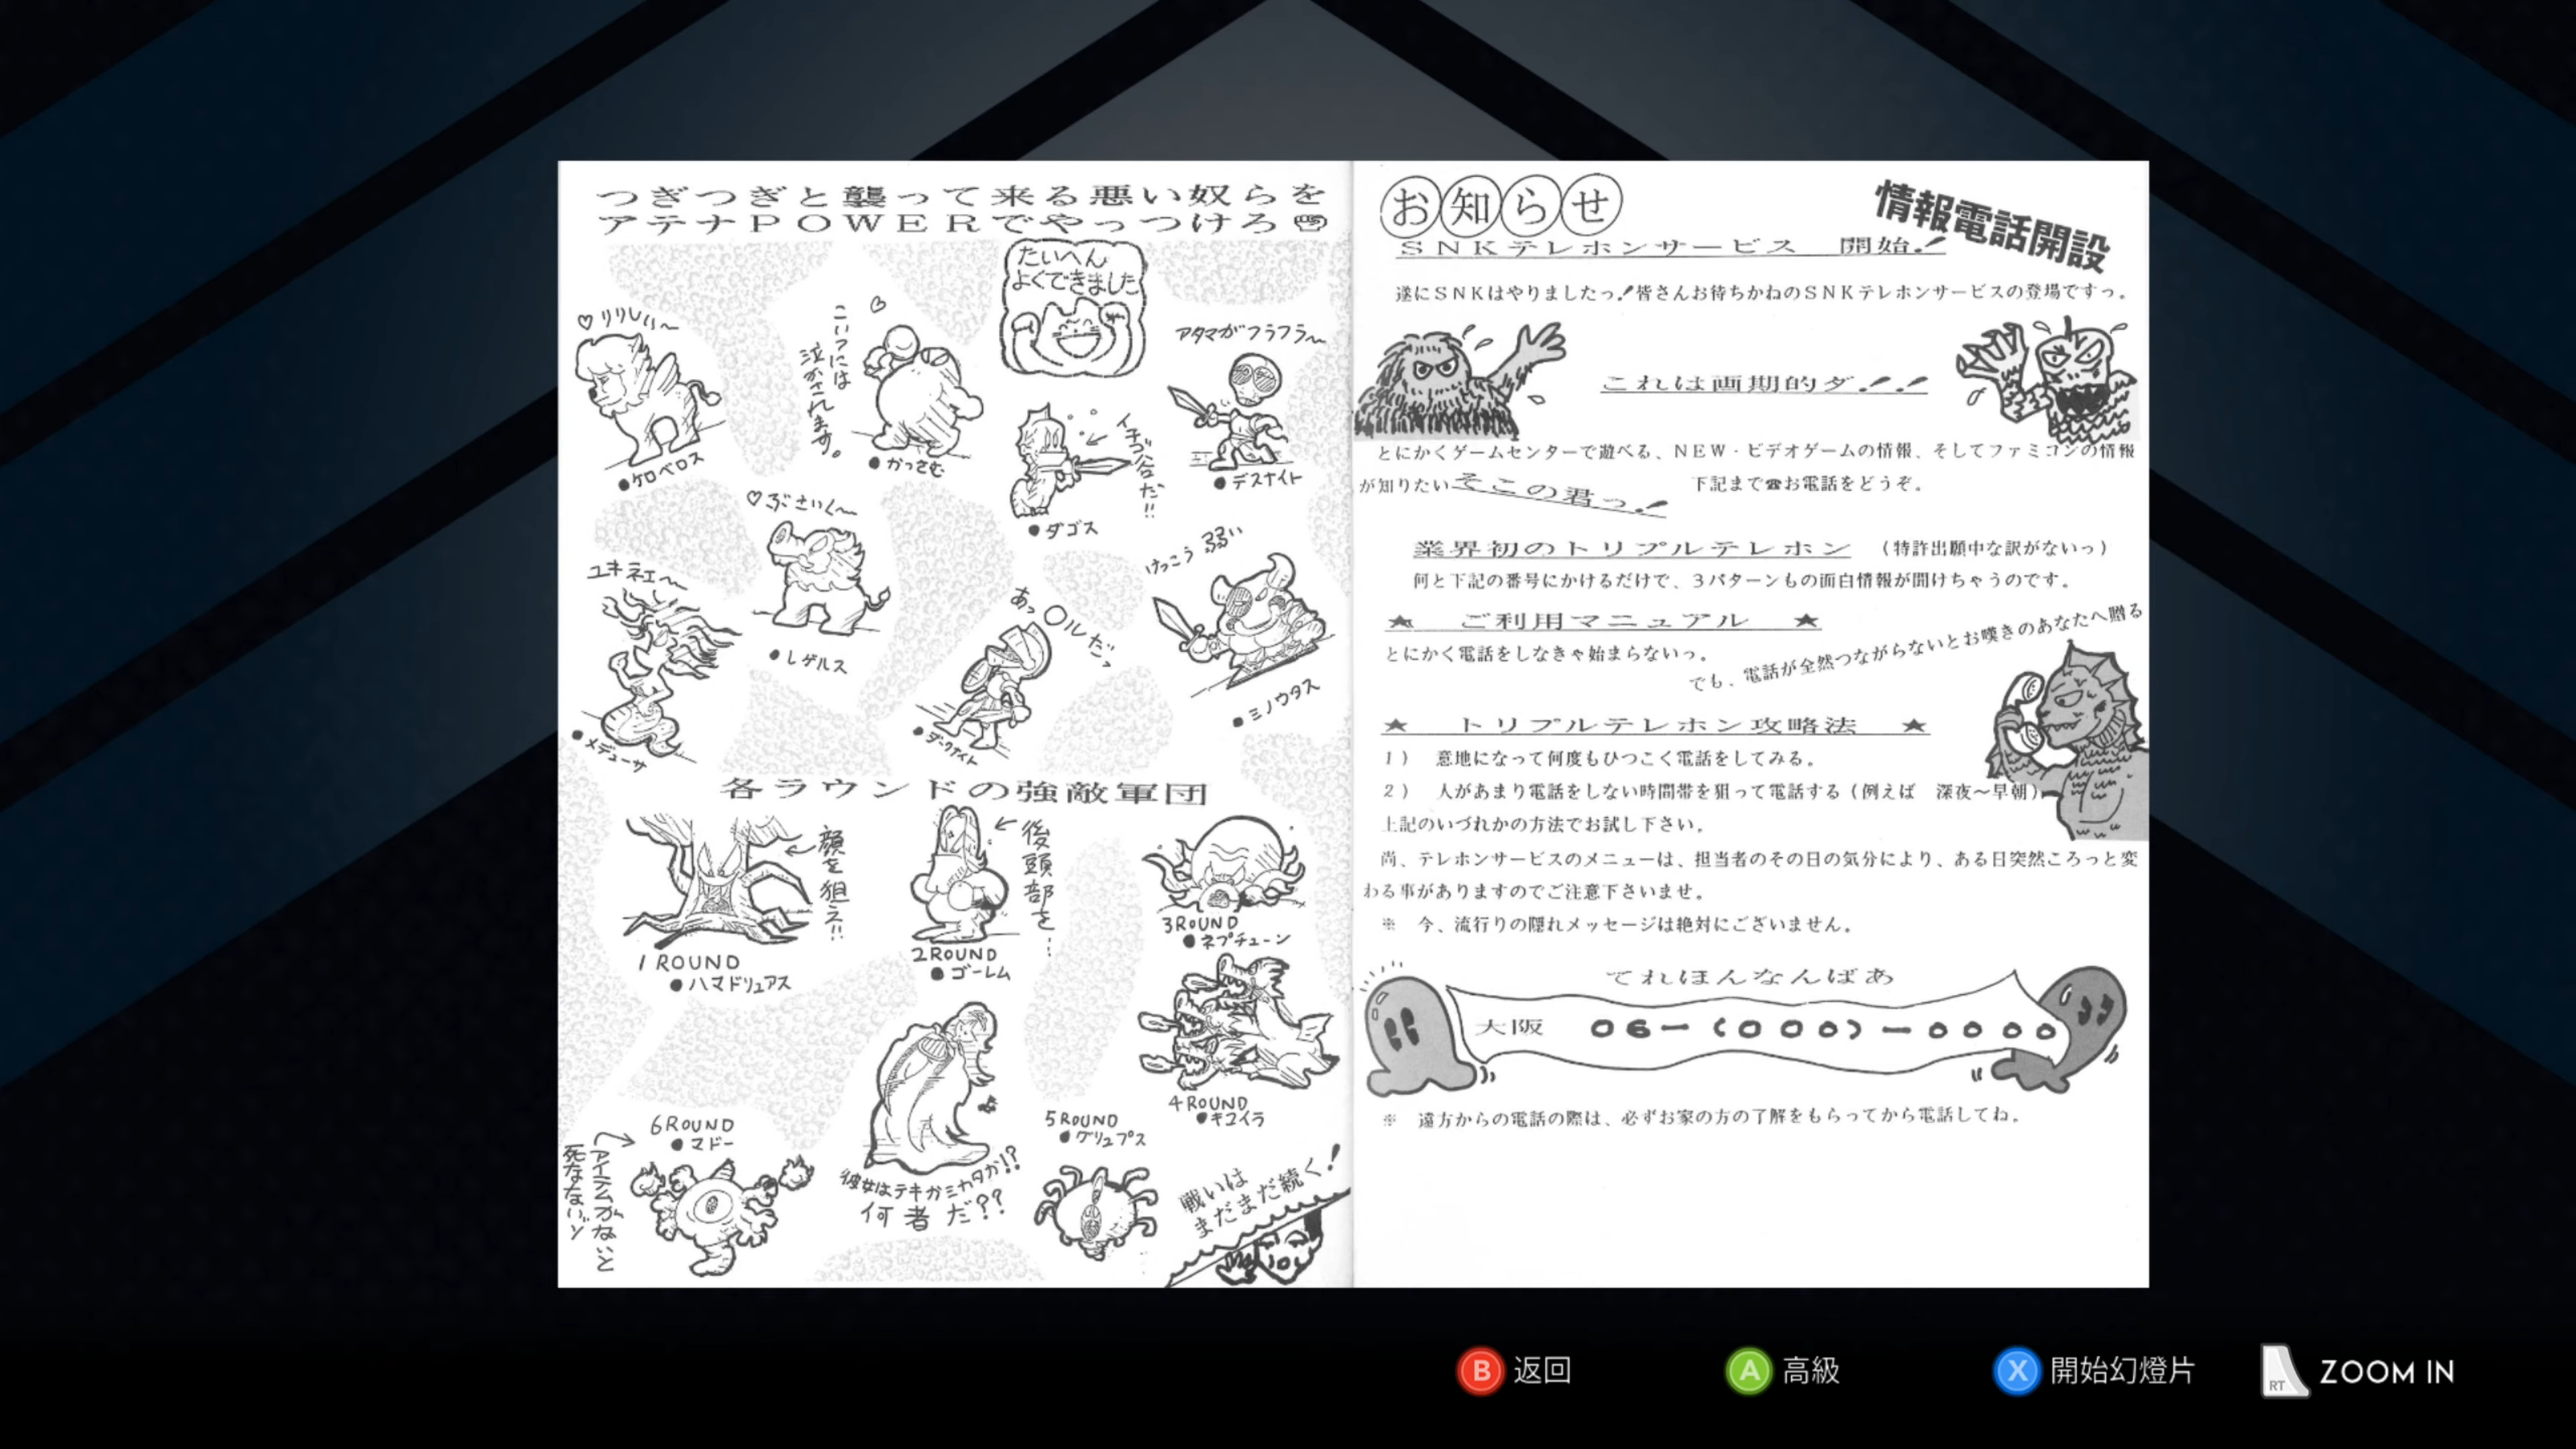 つぎつぎと襲って来る悪い奴らを
アテナPOWERでやっつけろ
たいへん
よくできました
♡りりしい～
●ケロベロス
♡
こいつには
泣かされます。
●かっさむ
イチゴ谷だ!!
●ダゴス
アタマがフラフラ～
●デスナイト
♡ぶさいく～
●レゲルス
ユキネェ～
●メデューサ
あっ〇ルだっ
●ダークナイト
けっこう弱い
●ミノウタス
各ラウンドの強敵軍団
顔を狙え!!
1ROUND
●ハマドリュアス
後頭部を…
2ROUND
●ゴーレム
3ROUND
●ネプチューン
4ROUND
●キユイラ
5ROUND
●グリュプス
6ROUND
●マドー
アイテムがないと
死なないゾ
彼女はテキかミカタか!?
何者だ??
戦いは
まだまだ続く!
お知らせ
情報電話開設
SNKテレホンサービス 開始!
遂にSNKはやりましたっ!皆さんお待ちかねのSNKテレホンサービスの登場ですっ。
これは画期的ダ!!!
とにかくゲームセンターで遊べる、NEW・ビデオゲームの情報、そしてファミコンの情報
が知りたいそこの君っ! 下記まで☎お電話をどうぞ。
業界初のトリプルテレホン (特許出願中な訳がないっ)
何と下記の番号にかけるだけで、3パターンもの面白情報が聞けちゃうのです。
★ ご利用マニュアル ★
とにかく電話をしなきゃ始まらないっ。
でも、電話が全然つながらないとお嘆きのあなたへ贈る
★ トリプルテレホン攻略法 ★
1) 意地になって何度もひつこく電話をしてみる。
2) 人があまり電話をしない時間帯を狙って電話する(例えば 深夜～早朝)
上記のいづれかの方法でお試し下さい。
尚、テレホンサービスのメニューは、担当者のその日の気分により、ある日突然ころっと変
わる事がありますのでご注意下さいませ。
※ 今、流行りの隠れメッセージは絶対にございません。
てれほんなんばあ
大阪 06-(000)-0000
※ 遠方からの電話の際は、必ずお家の方の了解をもらってから電話してね。
B 返回
A 高級
X 開始幻燈片
RT ZOOM IN